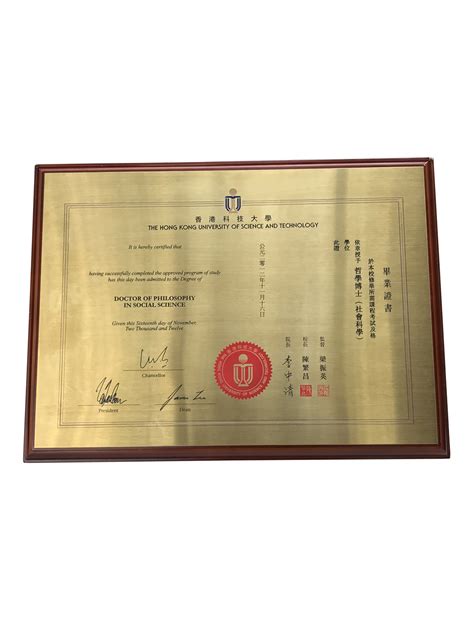 香港科技大學
THE HONG KONG UNIVERSITY OF SCIENCE AND TECHNOLOGY
It is hereby certified that
having successfully completed the approved program of study
has this day been admitted to the Degree of
DOCTOR OF PHILOSOPHY
IN SOCIAL SCIENCE
Given this Sixteenth day of November,
Two Thousand and Twelve
Chancellor
President
Dean
畢業證書
於本校修畢所需課程考試及格
依章授予哲學博士(社會科學)
學位
此證
公元二零一二年十一月十六日
監督 梁振英
校長 陳繁昌
院長 李中清